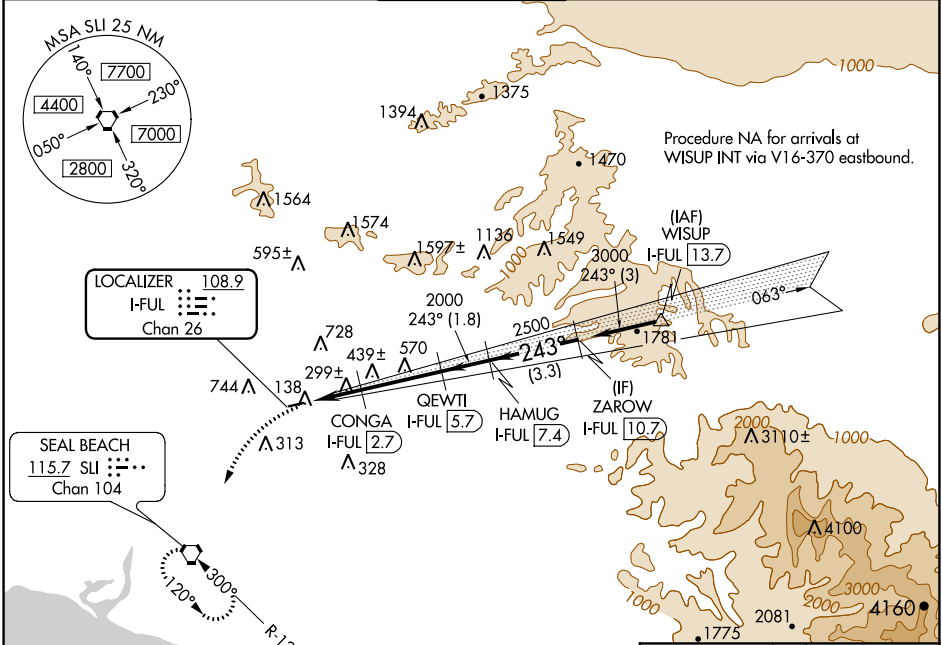 MSA SLI 25 NM
140°
7700
230°
4400
050°
7000
2800
320°
1000
1375
1394
Procedure NA for arrivals at
WISUP INT via V16-370 eastbound.
1470
1564
1574
1597±
1136
1549
1000
595±
(IAF)
WISUP
I-FUL 13.7
3000
243° (3)
LOCALIZER 108.9
I-FUL
Chan 26
2000
243° (1.8)
2500
063°
243°
(3.3)
1781
728
439±
570
299±
744
138
CONGA
I-FUL 2.7
QEWTI
I-FUL 5.7
HAMUG
I-FUL 7.4
(IF)
ZAROW
I-FUL 10.7
313
328
SEAL BEACH
115.7 SLI
Chan 104
2000
3110±
1000
4100
300°
120°
1000
2000
3000
4160
2081
1775